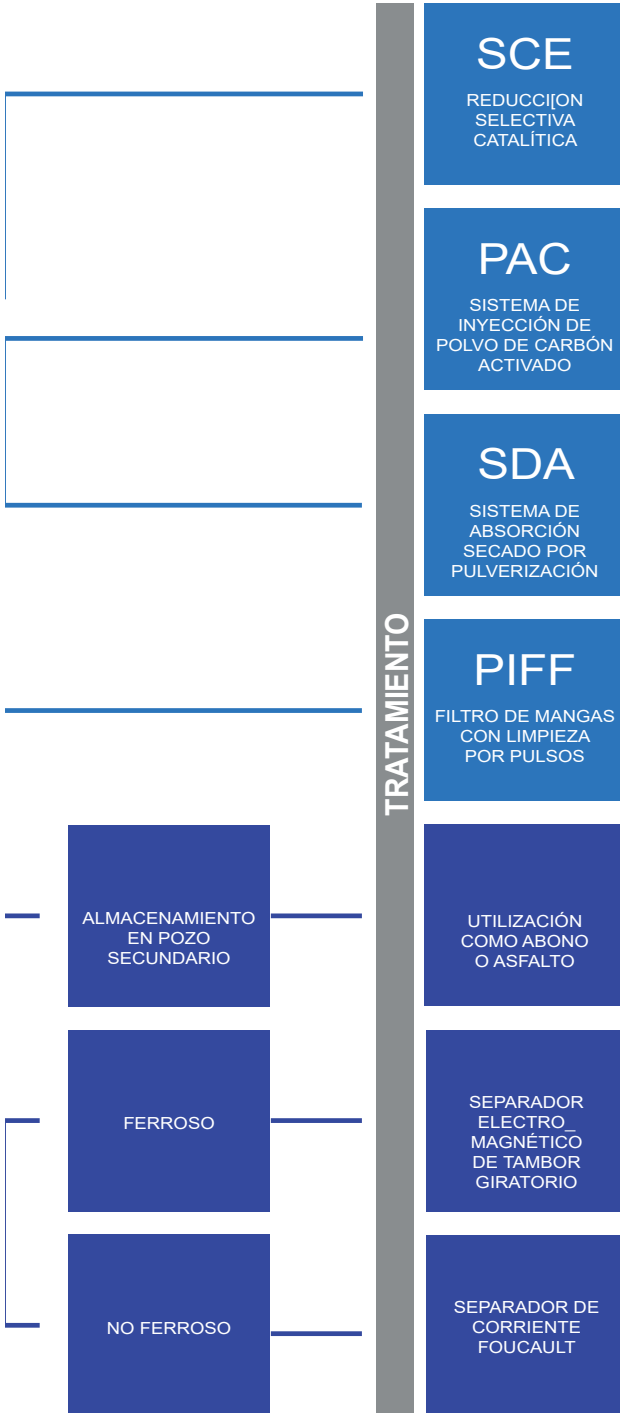 SCE
REDUCCI[ON
SELECTIVA
CATALÍTICA
PAC
SISTEMA DE
INYECCIÓN DE
POLVO DE CARBÓN
ACTIVADO
SDA
SISTEMA DE
ABSORCIÓN
SECADO POR
PULVERIZACIÓN
TRATAMIENTO
PIFF
FILTRO DE MANGAS
CON LIMPIEZA
POR PULSOS
ALMACENAMIENTO
EN POZO
SECUNDARIO
UTILIZACIÓN
COMO ABONO
O ASFALTO
FERROSO
SEPARADOR
ELECTRO_
MAGNÉTICO
DE TAMBOR
GIRATORIO
NO FERROSO
SEPARADOR DE
CORRIENTE
FOUCAULT